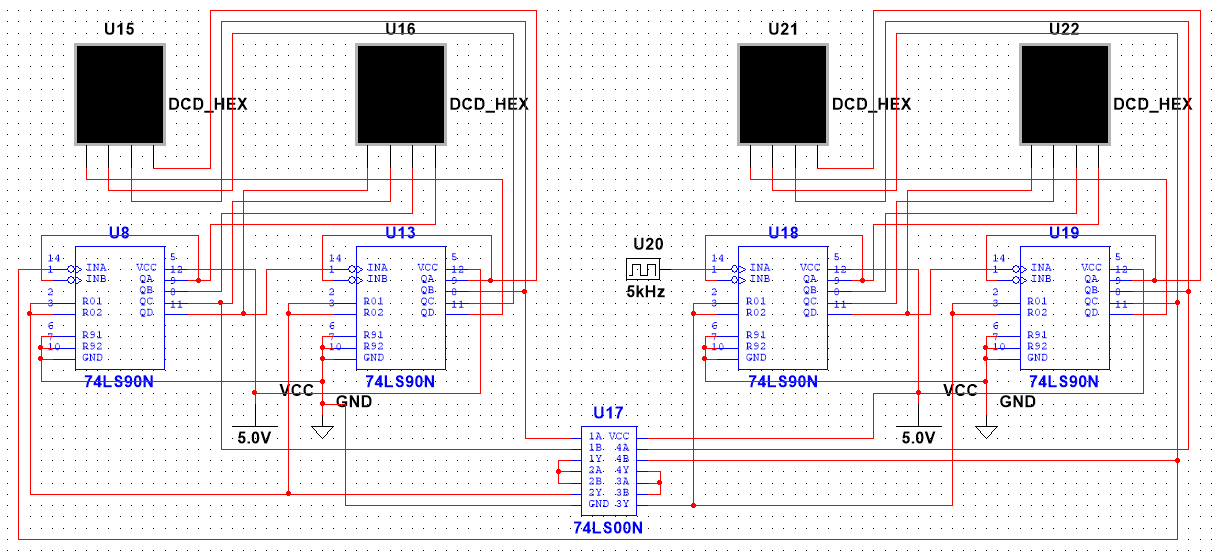 U15
U16
U21
U22
DCD_HEX
DCD_HEX
DCD_HEX
DCD_HEX
U8
U13
U20
5kHz
U18
U19
14
1
2
3
6
7
10
INA
INB
R01
R02
R91
R92
GND
VCC
QA
QB
QC
QD
5
12
9
8
11
74LS90N
14
1
2
3
6
7
10
INA
INB
R01
R02
R91
R92
GND
VCC
QA
QB
QC
QD
5
12
9
8
11
74LS90N
14
1
2
3
6
7
10
INA
INB
R01
R02
R91
R92
GND
VCC
QA
QB
QC
QD
5
12
9
8
11
74LS90N
14
1
2
3
6
7
10
INA
INB
R01
R02
R91
R92
GND
VCC
QA
QB
QC
QD
5
12
9
8
11
74LS90N
VCC
5.0V
GND
VCC
5.0V
GND
U17
1A VCC
1B 4A
1Y 4B
2A 4Y
2B 3A
2Y 3B
GND 3Y
74LS00N